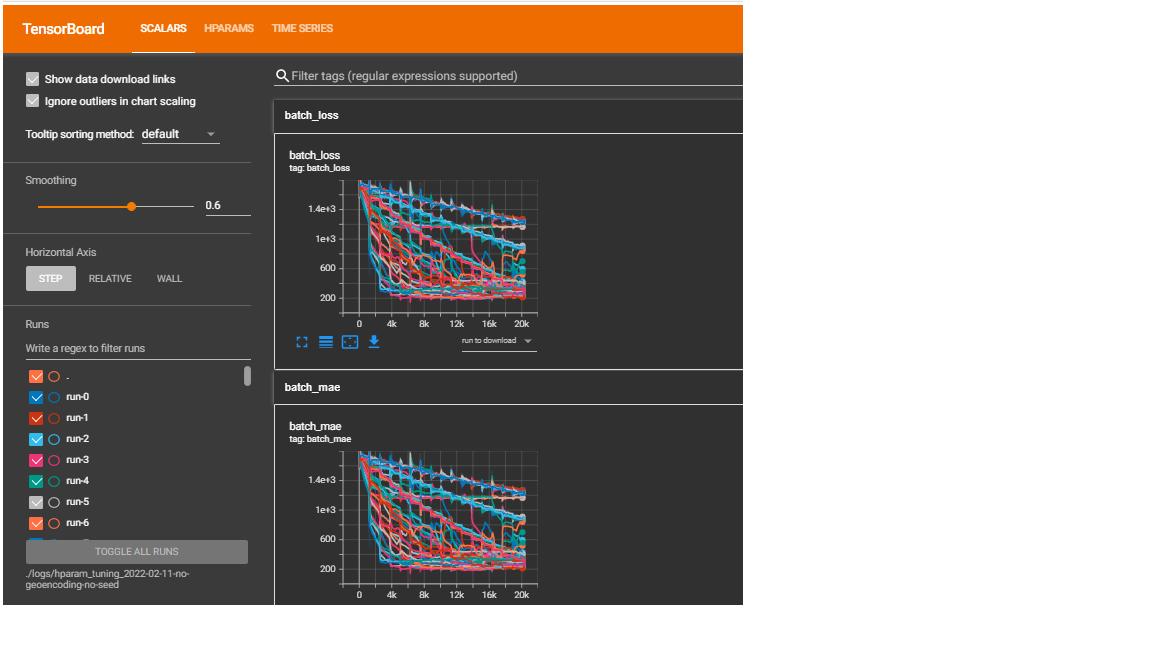 TensorBoard SCALARS HPARAMS TIME SERIES
Show data download links
Ignore outliers in chart scaling
Tooltip sorting method: default
Smoothing
0.6
Horizontal Axis
STEP RELATIVE WALL
Runs
Write a regex to filter runs
.
run-0
run-1
run-2
run-3
run-4
run-5
run-6
TOGGLE ALL RUNS
./logs/hparam_tuning_2022-02-11-no-
geoencoding-no-seed
Filter tags (regular expressions supported)
batch_loss
batch_loss
tag: batch_loss
1.4e+3
1e+3
600
200
0 4k 8k 12k 16k 20k
run to download
batch_mae
batch_mae
tag: batch_mae
1.4e+3
1e+3
600
200
0 4k 8k 12k 16k 20k